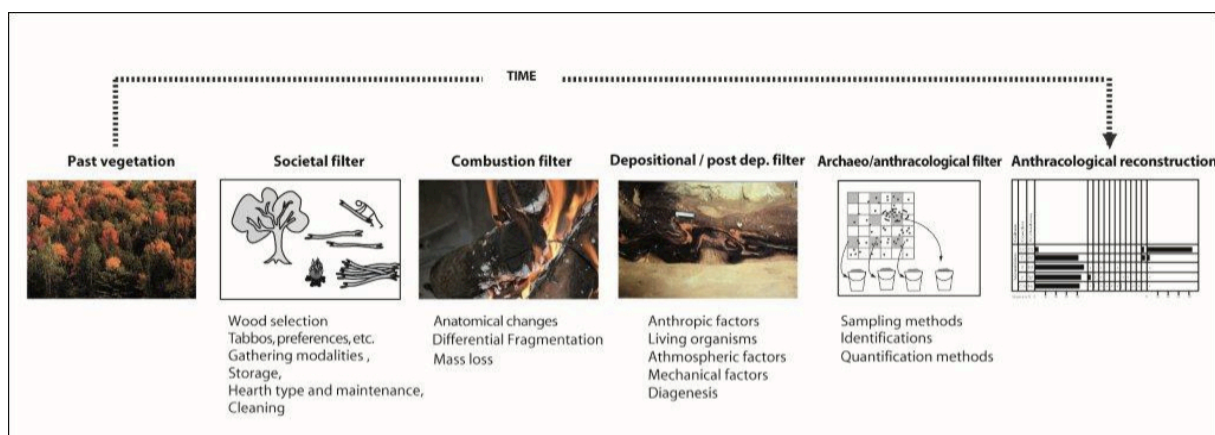 TIME
Past vegetation
Societal filter
Combustion filter
Depositional / post dep. filter
Archaeo/anthracological filter
Anthracological reconstruction
Wood selection
Tabbos, preferences, etc.
Gathering modalities ,
Storage,
Hearth type and maintenance,
Cleaning
Anatomical changes
Differential Fragmentation
Mass loss
Anthropic factors
Living organisms
Athmospheric factors
Mechanical factors
Diagenesis
Sampling methods
Identifications
Quantification methods